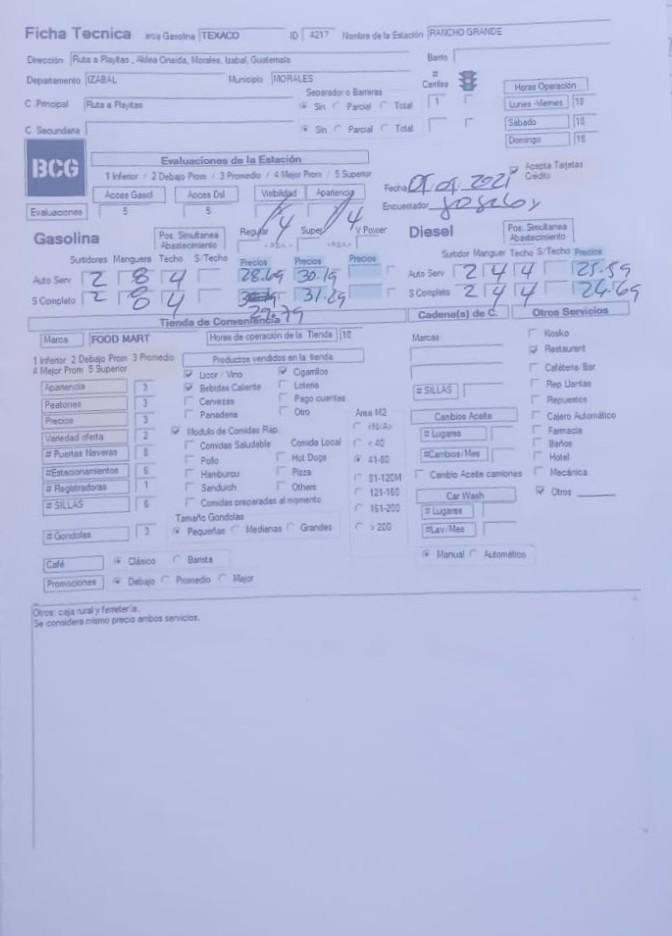 Ficha Tecnica arca Gasolina TEXACO ID 4217 Nombre de la Estación RANCHO GRANDE
Dirección Ruta a Playitas, Aldea Oneida, Morales, Izabal, Guatemala Barrio
Departamento IZABAL Municipio MORALES
Separador o Barreras # Carriles Horas Operación
C. Principal Ruta a Playitas Sin Parcial Total 1 Lunes -Viernes 18
C. Secundaria Sin Parcial Total Sábado 18
Domingo 18
BCG Evaluaciones de la Estación
1 Inferior / 2 Debajo Prom / 3 Promedio / 4 Mejor Prom / 5 Superior
Acepta Tarjetas Crédito
Acces Gasol Acces Dsl Visibilidad Apariencia Fecha
Evaluaciones 5 5 4 4 Encuestador
Gasolina Pos. Simultanea Abastecimiento Regular Super V Power Diesel Pos. Simultanea Abastecimiento
Surtidores Manguera Techo S/Techo Precios Precios Precios Surtidor Manguer Techo S/Techo Precios
Auto Serv 2 8 4 28.69 30.19 Auto Serv 2 4 4 25.59
S Completo 2 8 4 31.29 S Completo 2 4 4 26.69
29.79
Tienda de Conveniencia Cadena(s) de C. Otros Servicios
Marca FOOD MART Horas de operación de la Tienda 18 Marcas Kosko
1 Inferior 2 Debajo Prom 3 Promedio
4 Mejor Prom 5 Superior
Productos vendidos en la tienda Restaurant
Apariencia 3 Licor / Vino Cigarrillos Cafétería/Bar
Peatones 3 Bebidas Caliente Loteria # SILLAS Rep Llantas
Precios 3 Cervezas Pago cuentas Repuestos
Variedad oferta 2 Panaderia Otro Area M2 Cambios Aceite Cajero Automático
# Puertas Neveras 8 Modulo de Comidas Ráp. <N/A> # Lugares Farmacia
#Estacionamientos 6 Comidas Saludable Comida Local < 40 Baños
# Registradoras 1 Pollo Hot Dogs 41-80 #Cambios/Mes Hotel
# SILLAS 6 Hamburou Pizza 81-120M Cambio Aceite camiones Mecánica
Sandwich Others 121-160 Car Wash Otros
Comidas preparadas al momento 161-200 # Lugares
Tamaño Gondolas
# Gondolas 3 Pequeñas Medianas Grandes > 200 #Lav/Mes
Café Clásico Barista Manual Automático
Promociones Debajo Promedio Mejor
Otros: caja rural y ferretería.
Se considera mismo precio ambos servicios.